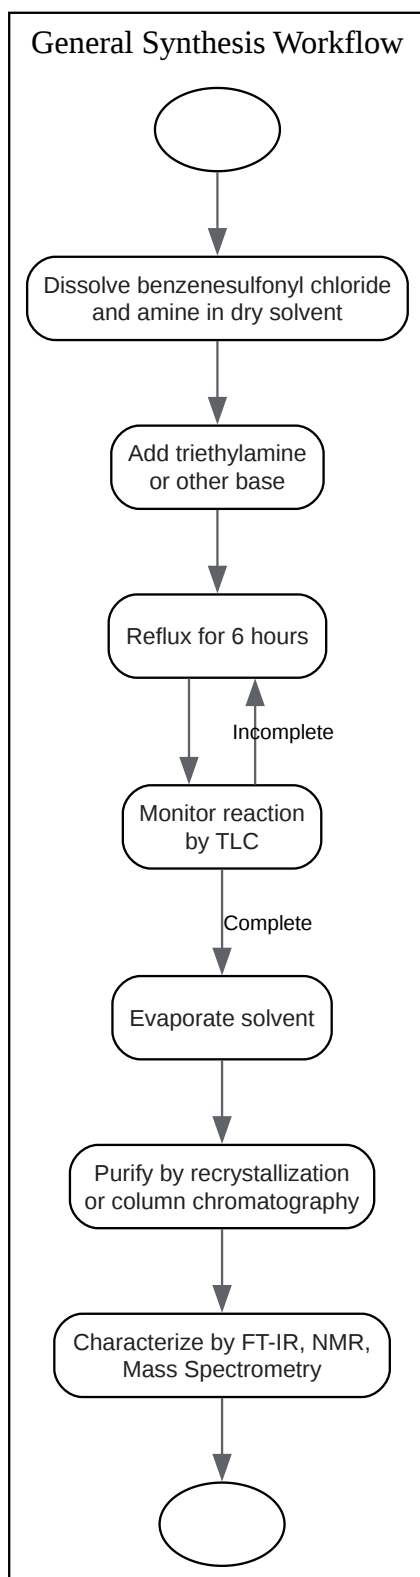 General Synthesis Workflow
Dissolve benzenesulfonyl chloride
and amine in dry solvent
Add triethylamine
or other base
Reflux for 6 hours
Incomplete
Monitor reaction
by TLC
Complete
Evaporate solvent
Purify by recrystallization
or column chromatography
Characterize by FT-IR, NMR,
Mass Spectrometry